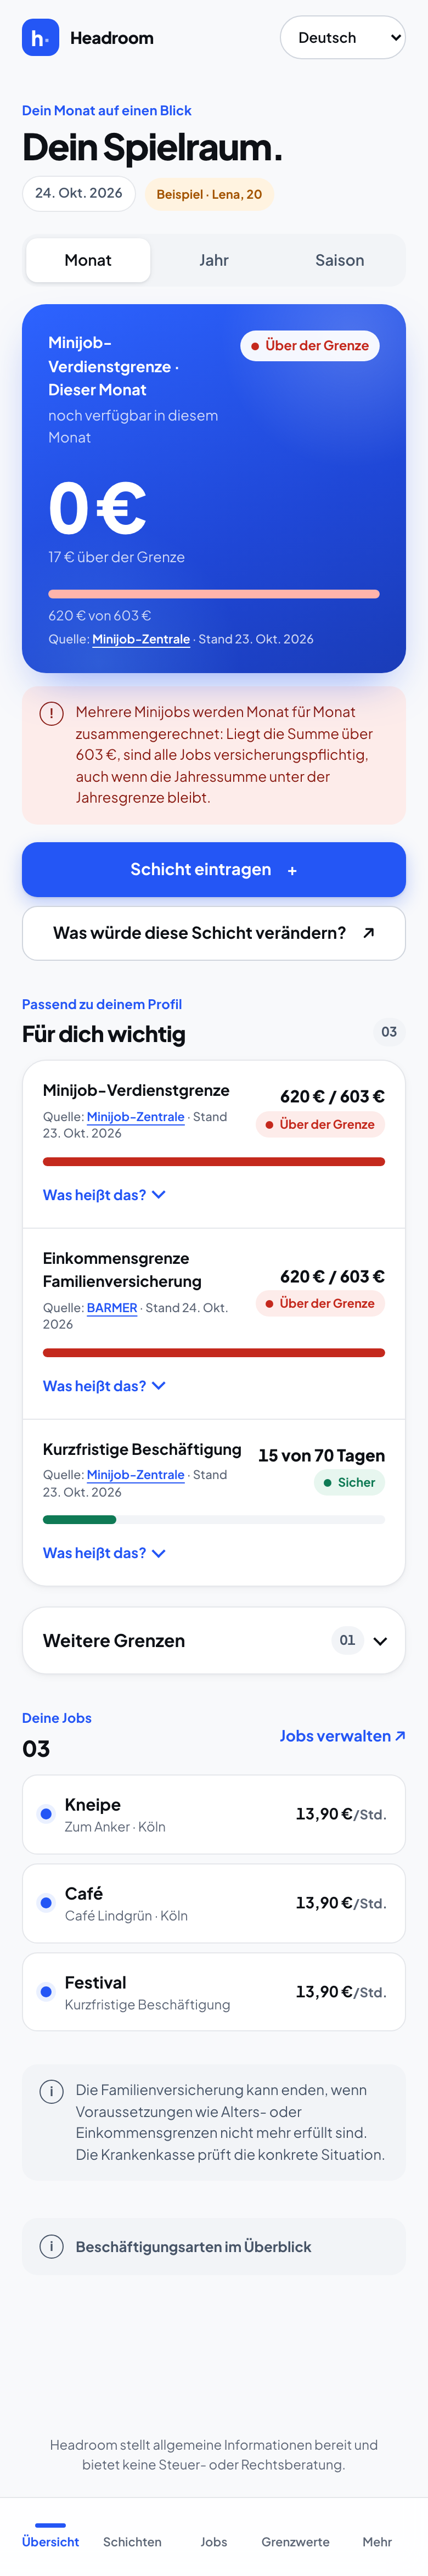 h.
Headroom
Deutsch
Dein Monat auf einen Blick
Dein Spielraum.
24. Okt. 2026
Beispiel · Lena, 20
Monat
Jahr
Saison
Minijob-
Verdienstgrenze ·
Dieser Monat
Über der Grenze
noch verfügbar in diesem
Monat
0 €
17 € über der Grenze
620 € von 603 €
Quelle: Minijob-Zentrale · Stand 23. Okt. 2026
!
Mehrere Minijobs werden Monat für Monat
zusammengerechnet: Liegt die Summe über
603 €, sind alle Jobs versicherungspflichtig,
auch wenn die Jahressumme unter der
Jahresgrenze bleibt.
Schicht eintragen +
Was würde diese Schicht verändern? ↗
Passend zu deinem Profil
Für dich wichtig
03
Minijob-Verdienstgrenze
620 € / 603 €
Quelle: Minijob-Zentrale · Stand
23. Okt. 2026
Über der Grenze
Was heißt das?
Einkommensgrenze
Familienversicherung
620 € / 603 €
Quelle: BARMER · Stand 24. Okt.
2026
Über der Grenze
Was heißt das?
Kurzfristige Beschäftigung
15 von 70 Tagen
Quelle: Minijob-Zentrale · Stand
23. Okt. 2026
Sicher
Was heißt das?
Weitere Grenzen
01
Deine Jobs
03
Jobs verwalten ↗
Kneipe
Zum Anker · Köln
13,90 €/Std.
Café
Café Lindgrün · Köln
13,90 €/Std.
Festival
Kurzfristige Beschäftigung
13,90 €/Std.
i
Die Familienversicherung kann enden, wenn
Voraussetzungen wie Alters- oder
Einkommensgrenzen nicht mehr erfüllt sind.
Die Krankenkasse prüft die konkrete Situation.
i
Beschäftigungsarten im Überblick
Headroom stellt allgemeine Informationen bereit und
bietet keine Steuer- oder Rechtsberatung.
Übersicht
Schichten
Jobs
Grenzwerte
Mehr